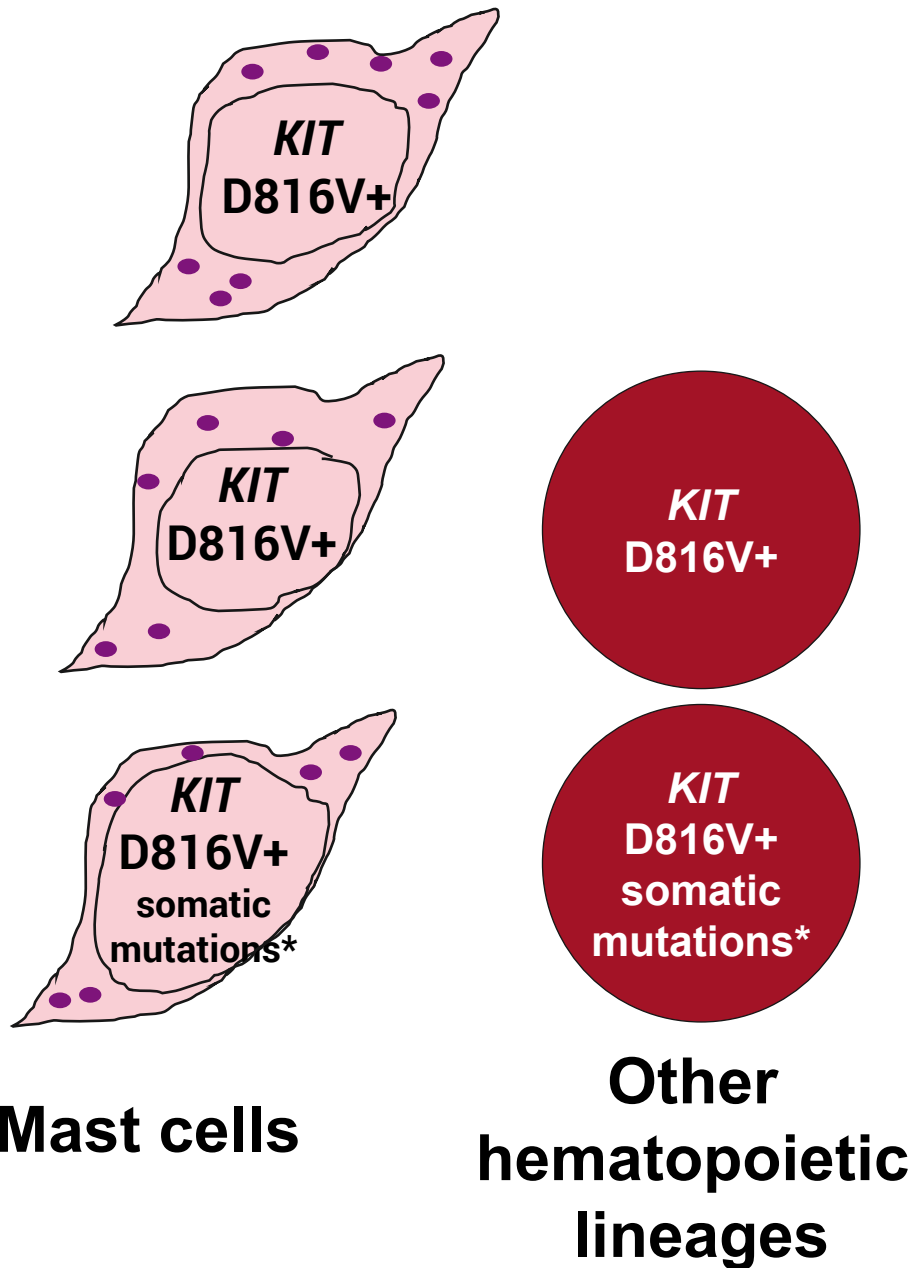 KIT
D816V+
KIT
D816V+
KIT
D816V+
KIT
D816V+
somatic
mutations*
KIT
D816V+
somatic
mutations*
Mast cells
Other
hematopoietic
lineages